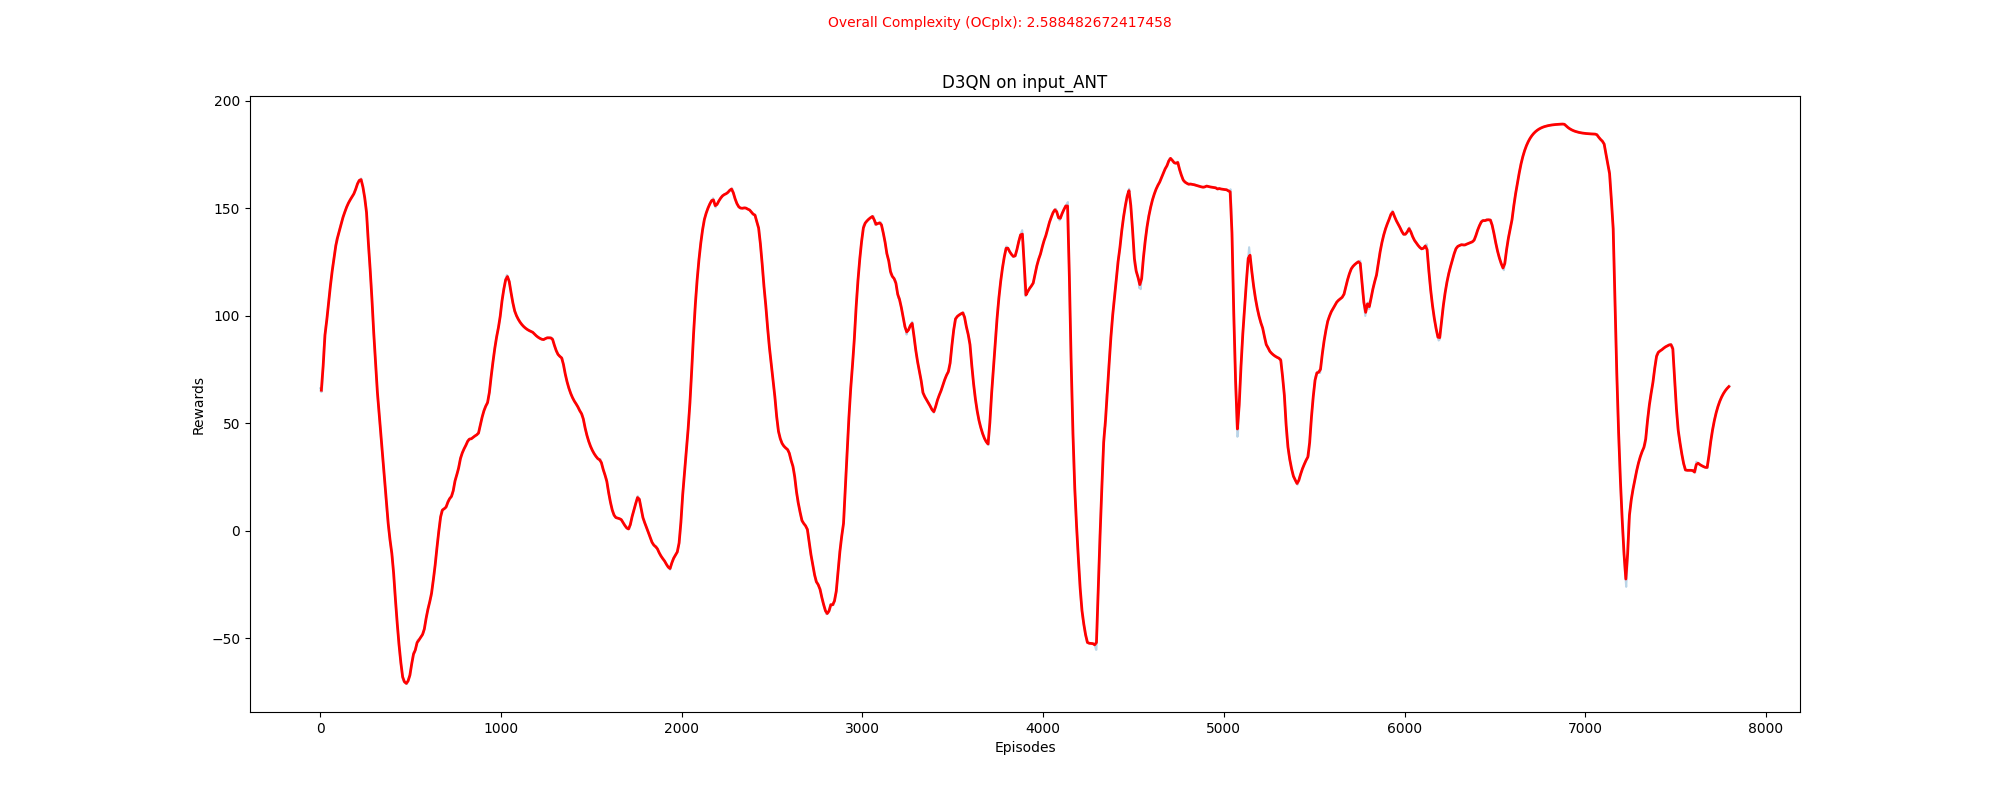 Overall Complexity (OCplx): 2.588482672417458
D3QN on input_ANT
200
150
100
50
0
−50
Rewards
0 1000 2000 3000 4000 5000 6000 7000 8000
Episodes